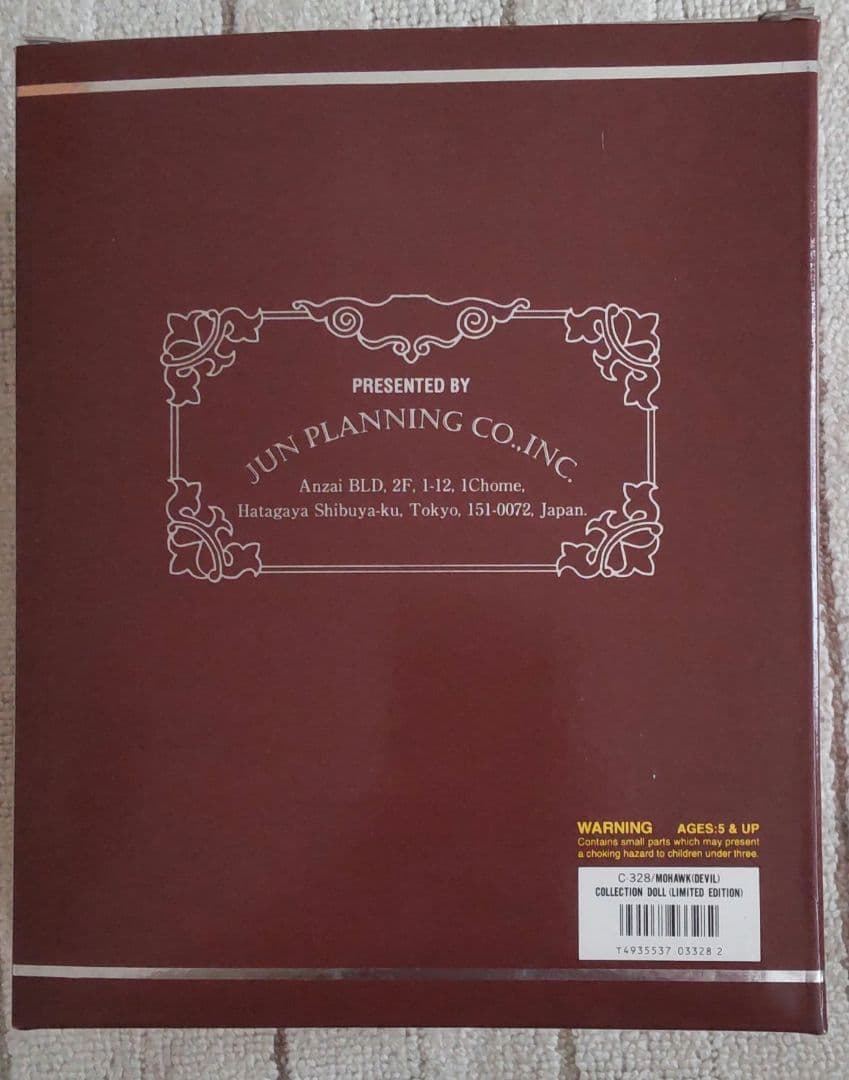 PRESENTED BY
JUN PLANNING CO.,INC.
Anzai BLD, 2F, 1-12, 1Chome,
Hatagaya Shibuya-ku, Tokyo, 151-0072, Japan.
WARNING AGES:5 & UP
Contains small parts which may present
a choking hazard to children under three.
C-328/MOHAWK(DEVIL)
COLLECTION DOLL (LIMITED EDITION)
T4935537 03328 2